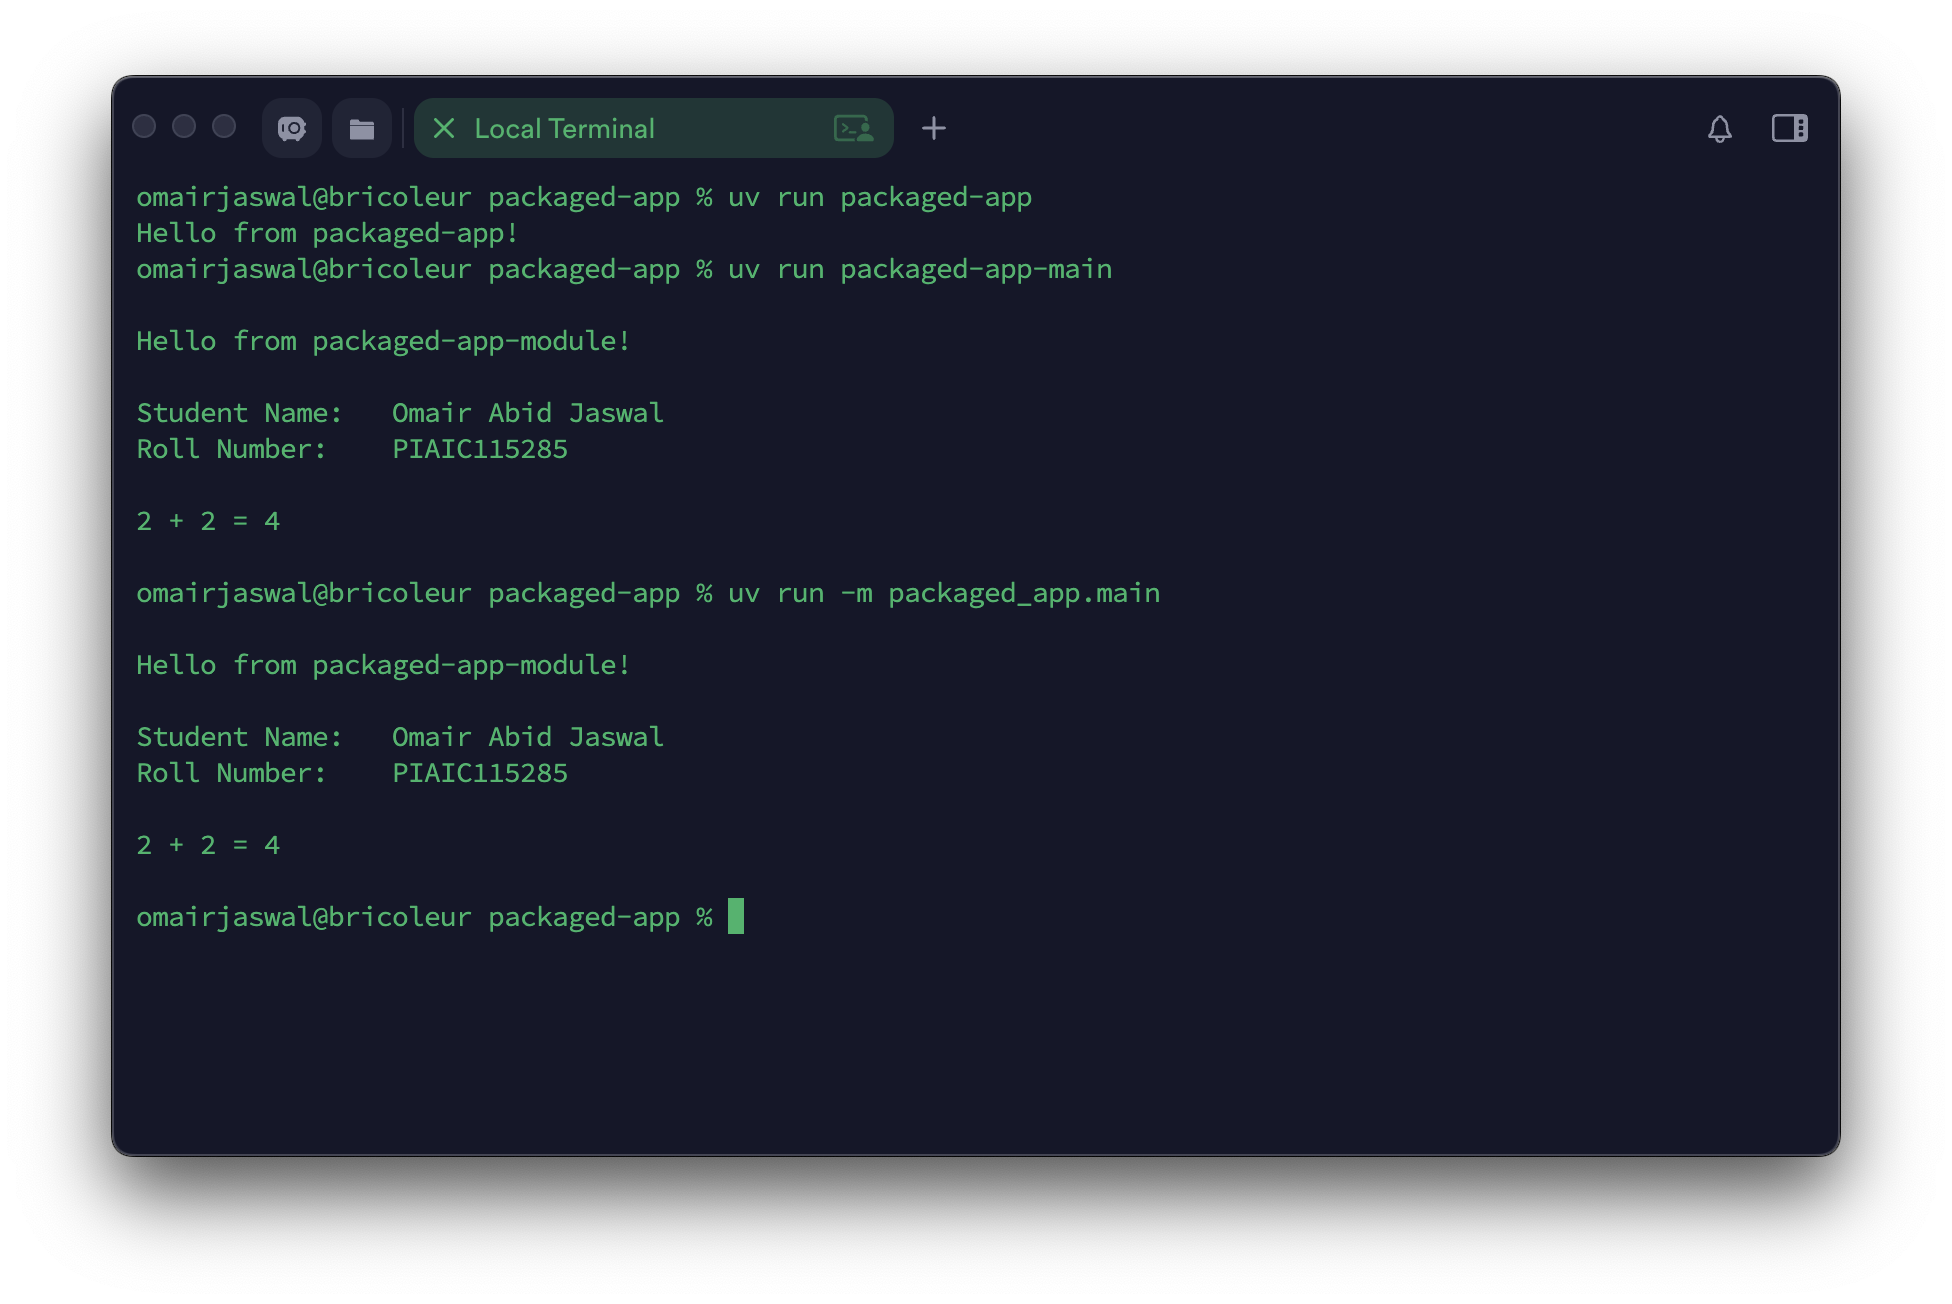 Local Terminal
omairjaswal@bricoleur packaged-app % uv run packaged-app
Hello from packaged-app!
omairjaswal@bricoleur packaged-app % uv run packaged-app-main
Hello from packaged-app-module!
Student Name:   Omair Abid Jaswal
Roll Number:    PIAIC115285
2 + 2 = 4
omairjaswal@bricoleur packaged-app % uv run -m packaged_app.main
Hello from packaged-app-module!
Student Name:   Omair Abid Jaswal
Roll Number:    PIAIC115285
2 + 2 = 4
omairjaswal@bricoleur packaged-app %